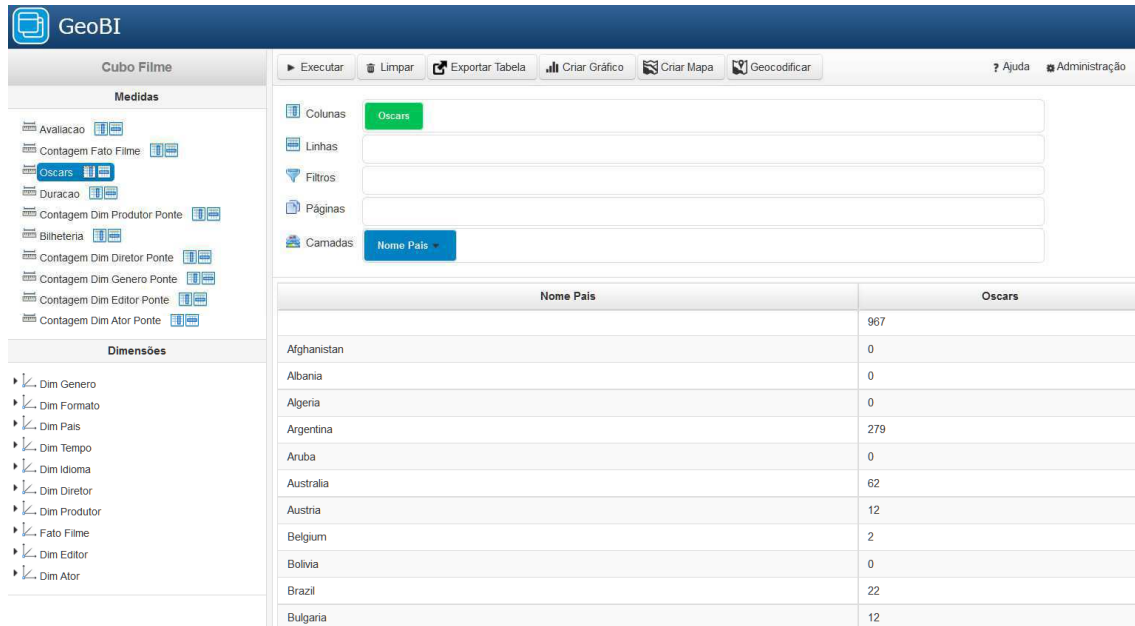 GeoBI
Cubo Filme
Executar Limpar Exportar Tabela Criar Gráfico Criar Mapa Geocodificar ? Ajuda Administração
Medidas
Avaliacao
Contagem Fato Filme
Oscars
Duracao
Contagem Dim Produtor Ponte
Bilheteria
Contagem Dim Diretor Ponte
Contagem Dim Genero Ponte
Contagem Dim Editor Ponte
Contagem Dim Ator Ponte
Dimensões
Dim Genero
Dim Formato
Dim Pais
Dim Tempo
Dim Idioma
Dim Diretor
Dim Produtor
Fato Filme
Dim Editor
Dim Ator
Colunas Oscars
Linhas
Filtros
Páginas
Camadas Nome Pais
Nome Pais Oscars
967
Afghanistan 0
Albania 0
Algeria 0
Argentina 279
Aruba 0
Australia 62
Austria 12
Belgium 2
Bolivia 0
Brazil 22
Bulgaria 12